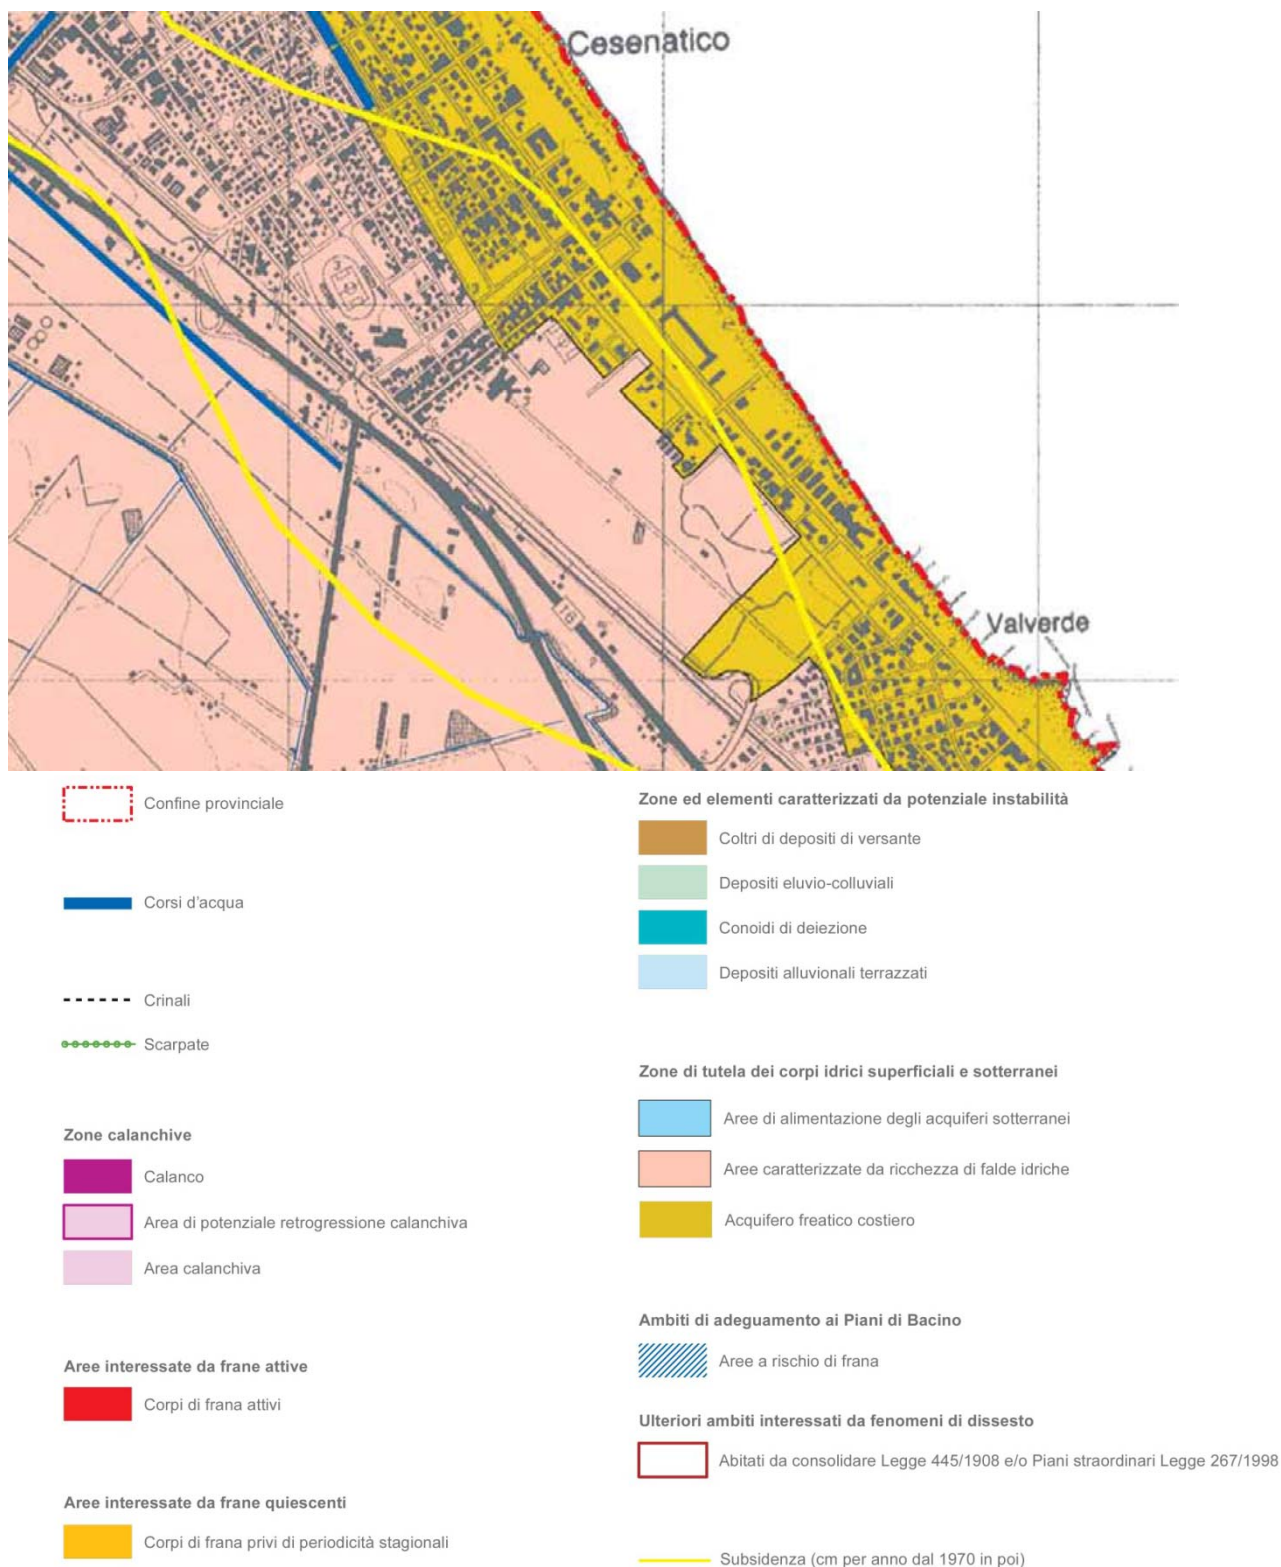 Cesenatico
16
Valverde
Confine provinciale
Corsi d'acqua
Crinali
Scarpate
Zone calanchive
Calanco
Area di potenziale retrogressione calanchiva
Area calanchiva
Aree interessate da frane attive
Corpi di frana attivi
Aree interessate da frane quiescenti
Corpi di frana privi di periodicità stagionali
Zone ed elementi caratterizzati da potenziale instabilità
Coltri di depositi di versante
Depositi eluvio-colluviali
Conoidi di deiezione
Depositi alluvionali terrazzati
Zone di tutela dei corpi idrici superficiali e sotterranei
Aree di alimentazione degli acquiferi sotterranei
Aree caratterizzate da ricchezza di falde idriche
Acquifero freatico costiero
Ambiti di adeguamento ai Piani di Bacino
Aree a rischio di frana
Ulteriori ambiti interessati da fenomeni di dissesto
Abitati da consolidare Legge 445/1908 e/o Piani straordinari Legge 267/1998
Subsidenza (cm per anno dal 1970 in poi)